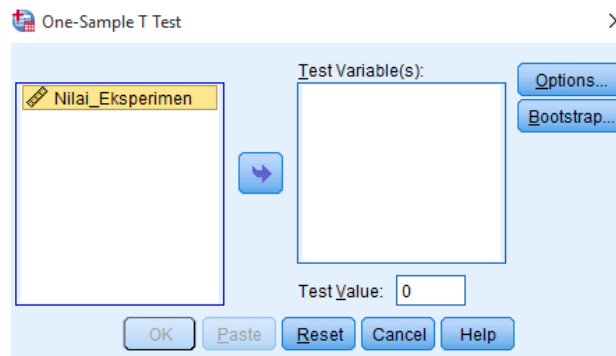 One-Sample T Test
Test Variable(s):
Nilai_Eksperimen
Options...
Bootstrap...
Test Value: 0
OK Paste Reset Cancel Help